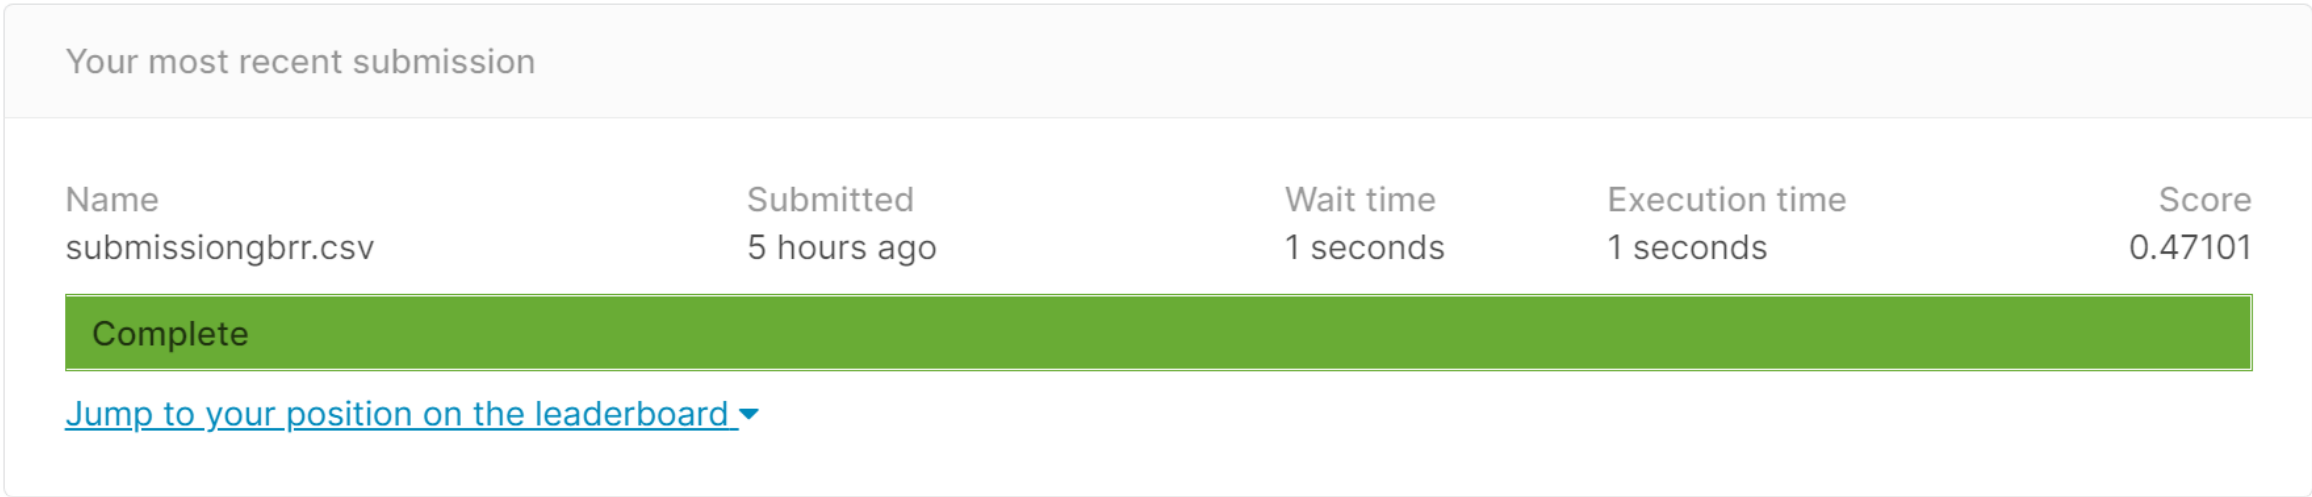 Your most recent submission
Name Submitted Wait time Execution time Score
submissiongbrr.csv 5 hours ago 1 seconds 1 seconds 0.47101
Complete
Jump to your position on the leaderboard